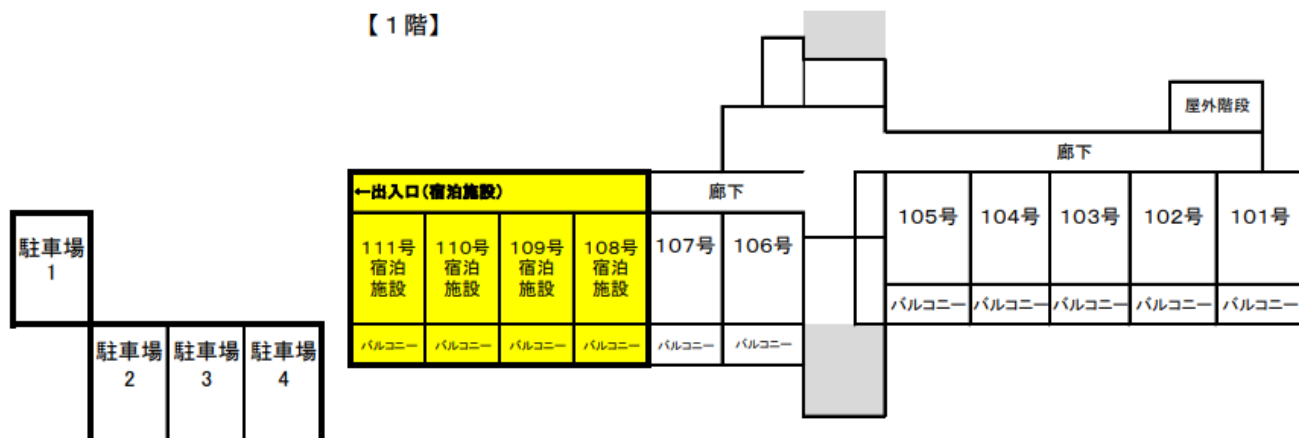 【１階】
屋外階段
廊下
←出入口(宿泊施設)
廊下
105号
104号
103号
102号
101号
駐車場
1
111号
宿泊
施設
110号
宿泊
施設
109号
宿泊
施設
108号
宿泊
施設
107号
106号
バルコニー
バルコニー
バルコニー
バルコニー
バルコニー
バルコニー
バルコニー
バルコニー
バルコニー
バルコニー
バルコニー
駐車場
2
駐車場
3
駐車場
4